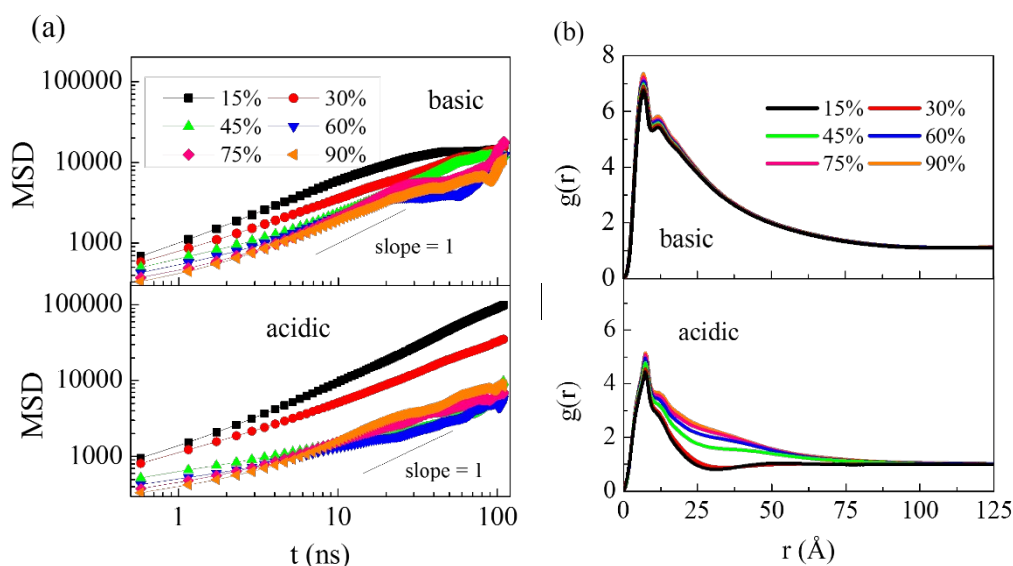 (a)
100000
10000
1000
MSD
15% 30%
45% 60%
75% 90%
basic
slope = 1
100000
10000
1000
MSD
acidic
slope = 1
1 10 100
t (ns)
(b)
8
6
4
2
0
g(r)
15% 30%
45% 60%
75% 90%
basic
6
4
2
0
g(r)
acidic
0 25 50 75 100 125
r (Å)